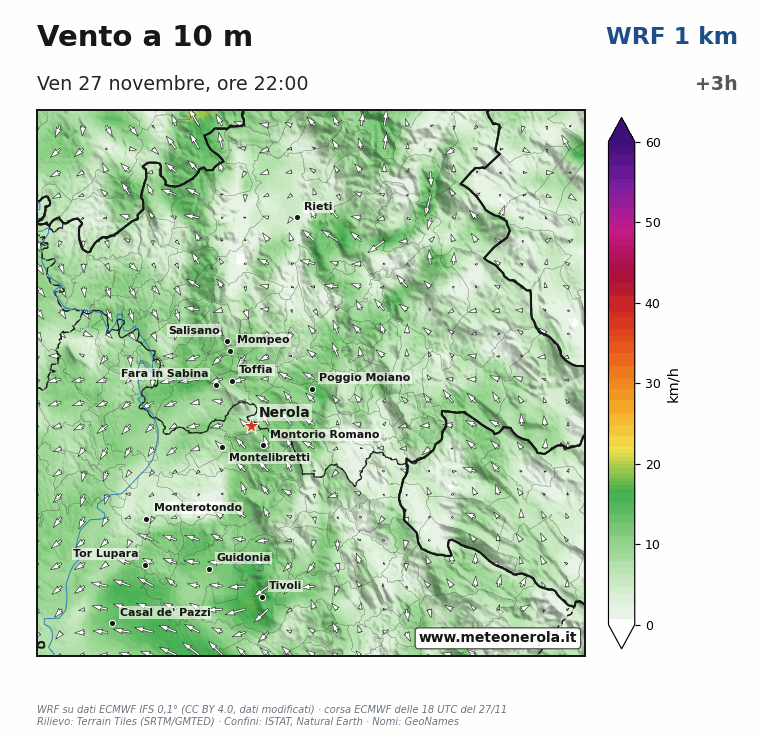 Vento a 10 m
WRF 1 km
Ven 27 novembre, ore 22:00
+3h
Rieti
Salisano
Mompeo
Fara in Sabina
Toffia
Poggio Moiano
Nerola
Montorio Romano
Montelibretti
Monterotondo
Tor Lupara
Guidonia
Tivoli
Casal de' Pazzi
www.meteonerola.it
60
50
40
30
20
10
0
km/h
WRF su dati ECMWF IFS 0,1° (CC BY 4.0, dati modificati) · corsa ECMWF delle 18 UTC del 27/11
Rilievo: Terrain Tiles (SRTM/GMTED) · Confini: ISTAT, Natural Earth · Nomi: GeoNames